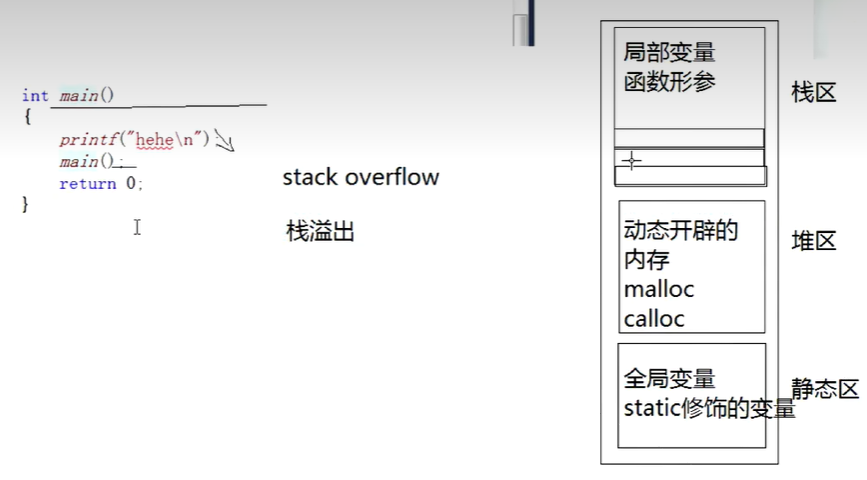 int main()
{
printf("hehe\n");
main();
return 0;
}
stack overflow
栈溢出
局部变量
函数形参
栈区
动态开辟的
内存
malloc
calloc
堆区
全局变量
static修饰的变量
静态区